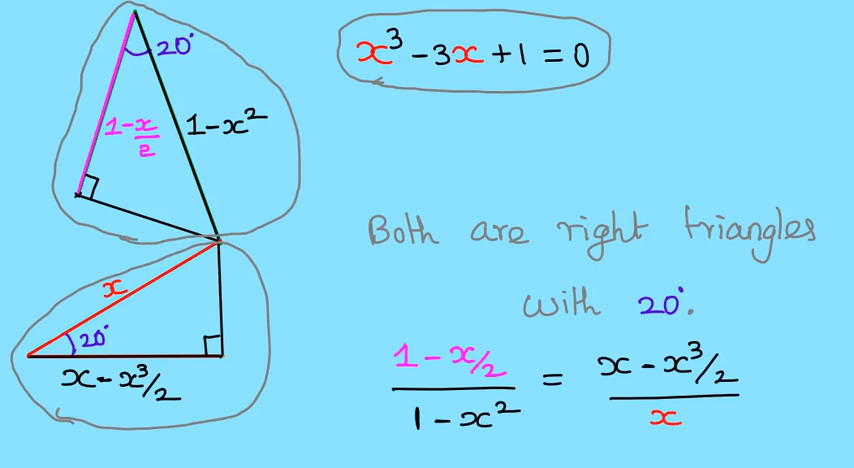 20°
x³ - 3x + 1 = 0
1 - x/2
1 - x²
Both are right triangles
with 20°.
x
20°
x - x³/2
(1 - x/2)/(1 - x²) = (x - x³/2)/x